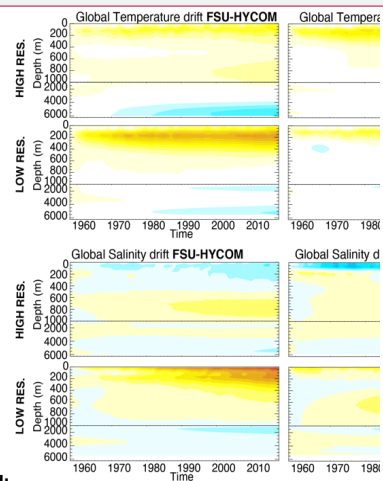 Global Temperature drift FSU-HYCOM
Global Tempera
HIGH RES.
Depth (m)
0
200
400
600
800
1000
2000
4000
6000
LOW RES.
Depth (m)
0
200
400
600
800
1000
2000
4000
6000
1960 1970 1980 1990 2000 2010
1960 1970 1980
Time
Global Salinity drift FSU-HYCOM
Global Salinity d
HIGH RES.
Depth (m)
0
200
400
600
800
1000
2000
4000
6000
LOW RES.
Depth (m)
0
200
400
600
800
1000
2000
4000
6000
1960 1970 1980 1990 2000 2010
1960 1970 1980
Time